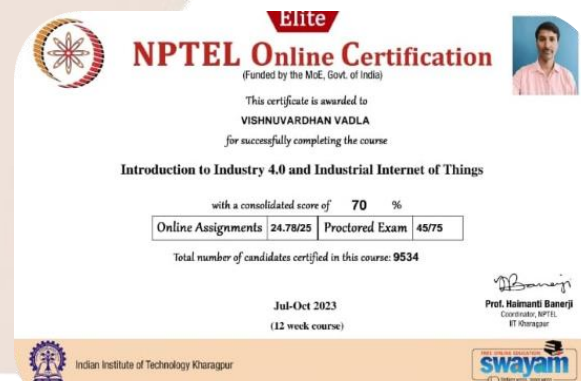 Elite
NPTEL Online Certification
(Funded by the MoE, Govt. of India)
This certificate is awarded to
VISHNUVARDHAN VADLA
for successfully completing the course
Introduction to Industry 4.0 and Industrial Internet of Things
with a consolidated score of 70 %
Online Assignments 24.78/25 Proctored Exam 45/75
Total number of candidates certified in this course: 9534
Jul-Oct 2023
(12 week course)
Prof. Haimanti Banerji
Coordinator, NPTEL
IIT Kharagpur
Indian Institute of Technology Kharagpur
FREE ONLINE EDUCATION
swayam